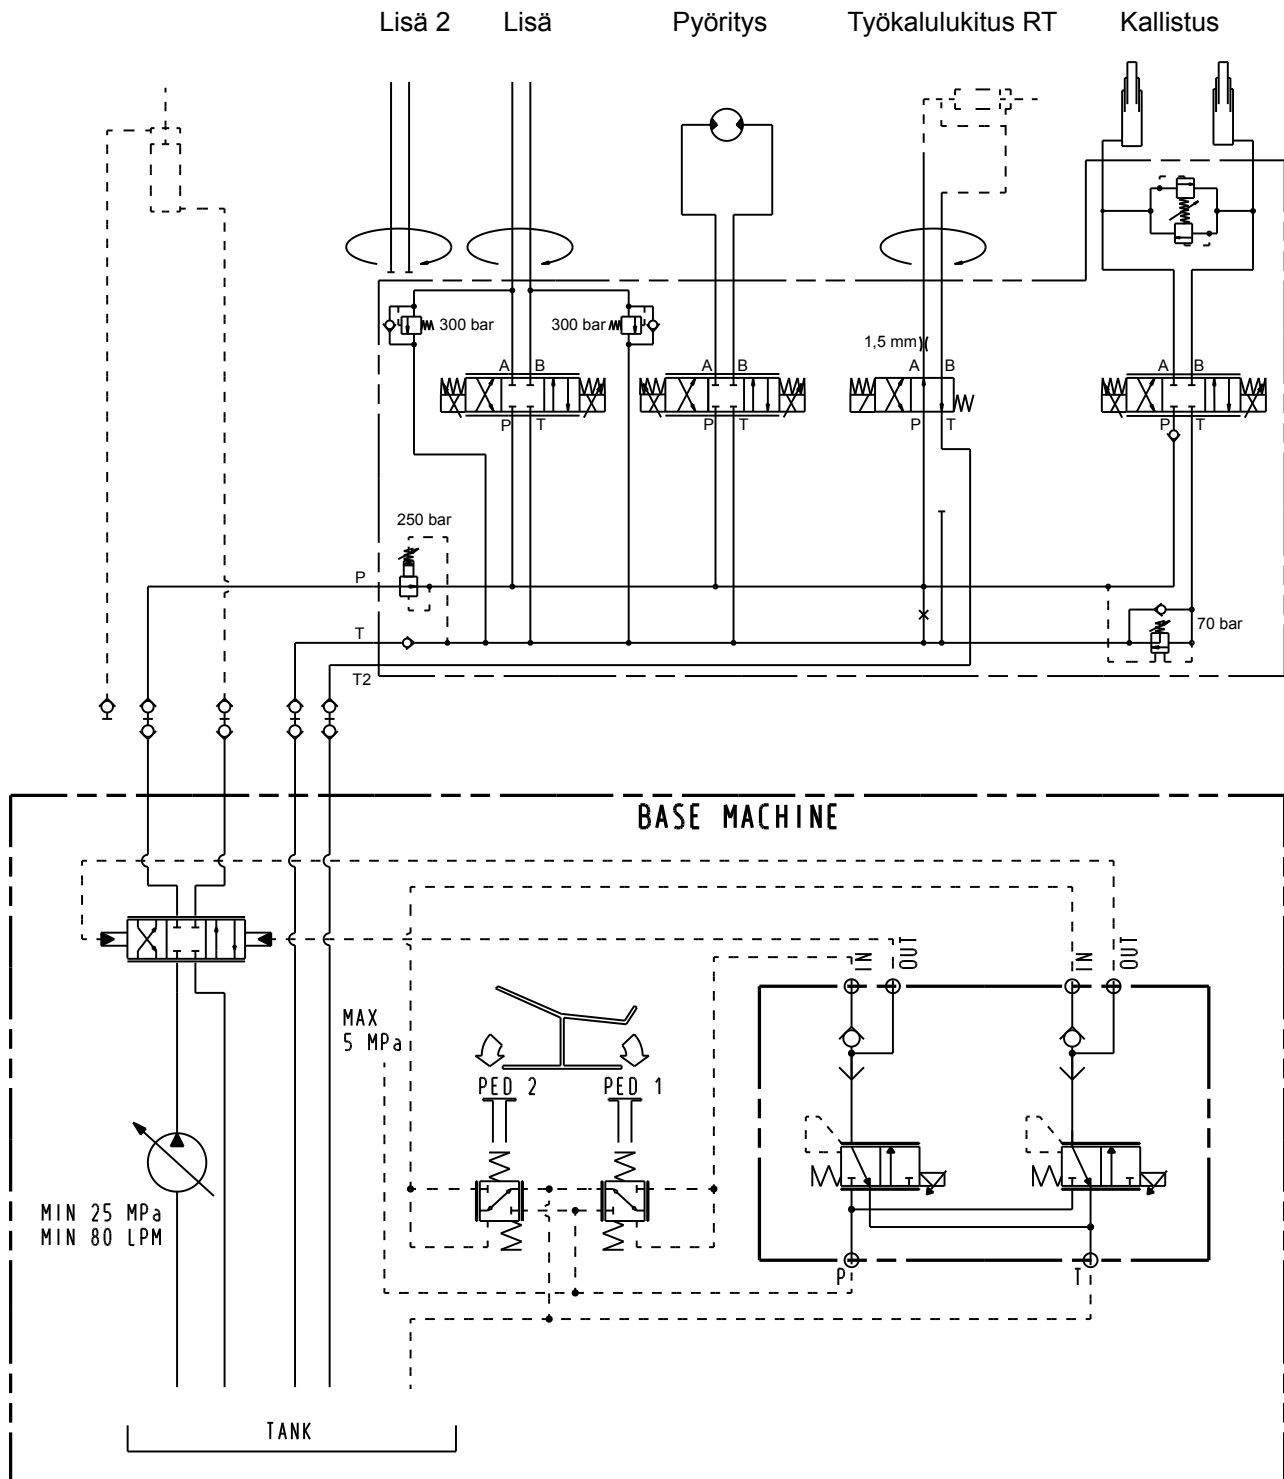 Lisä 2 Lisä Pyöritys Työkalulukitus RT Kallistus
300 bar 300 bar
1,5 mm
A B A B A B A B
P T P T P T P T
250 bar
P
T 70 bar
T2
BASE MACHINE
IN OUT IN OUT
MAX
5 MPa
PED 2 PED 1
MIN 25 MPa
MIN 80 LPM
P T
TANK